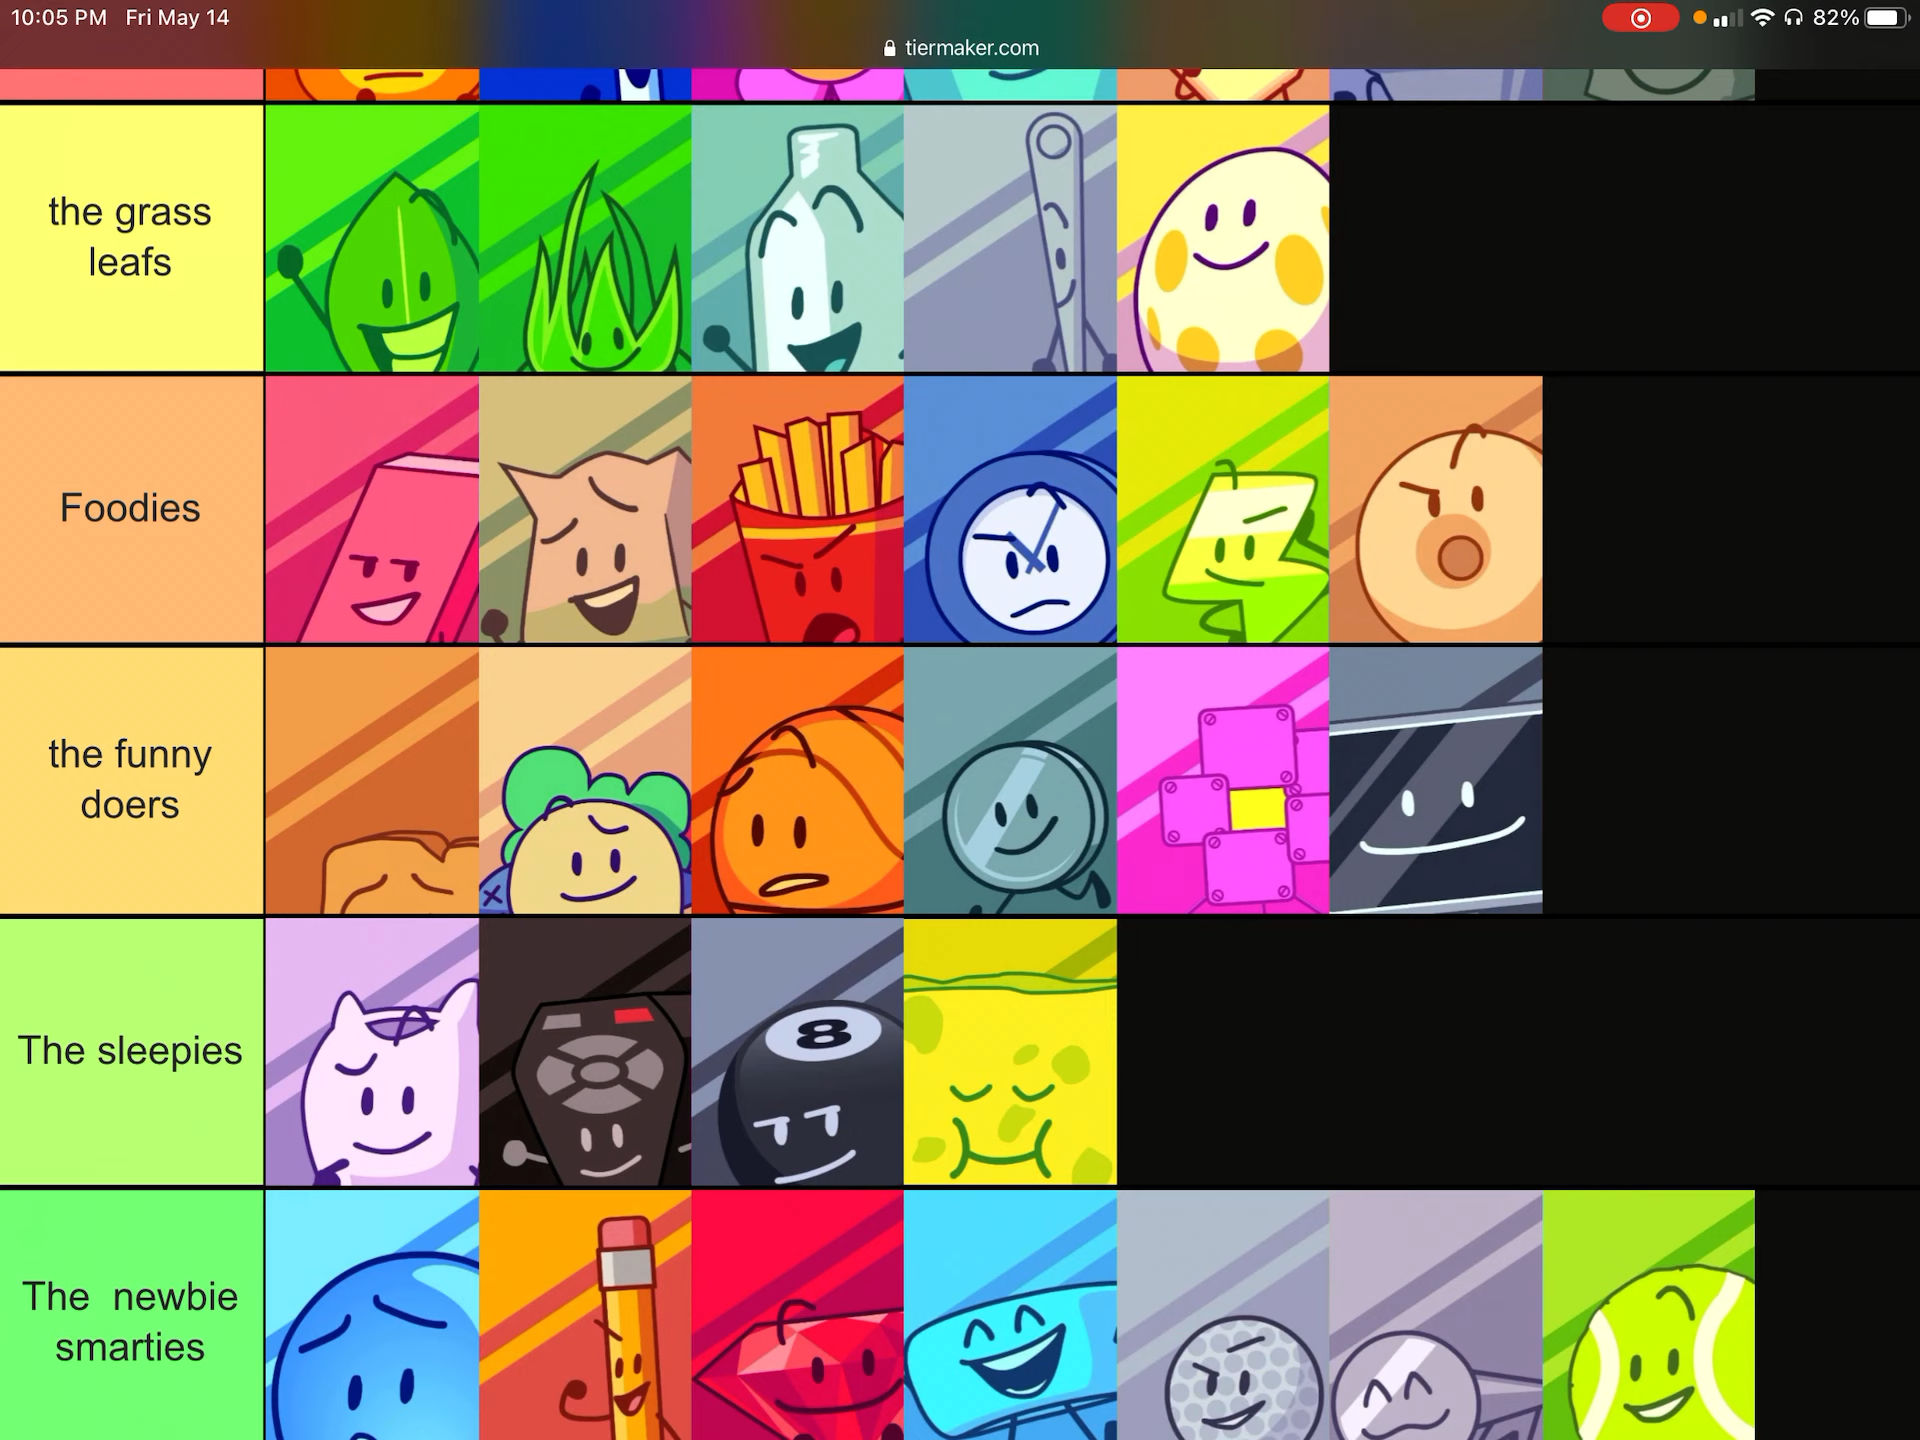 10:05 PM Fri May 14
82%
tiermaker.com
the grass
leafs
Foodies
the funny
doers
The sleepies
8
The newbie
smarties